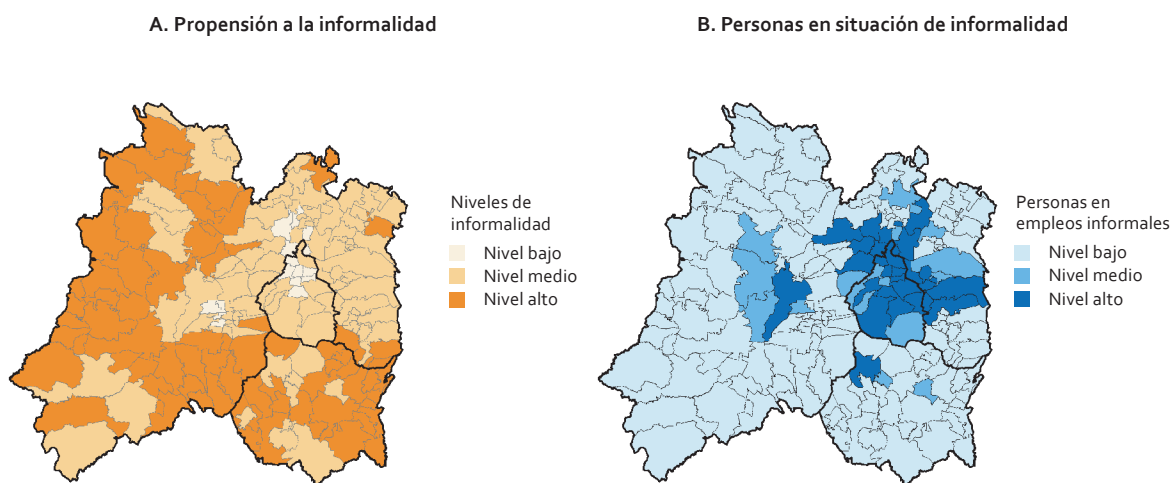 A. Propensión a la informalidad
B. Personas en situación de informalidad
Niveles de
informalidad
Nivel bajo
Nivel medio
Nivel alto
Personas en
empleos informales
Nivel bajo
Nivel medio
Nivel alto